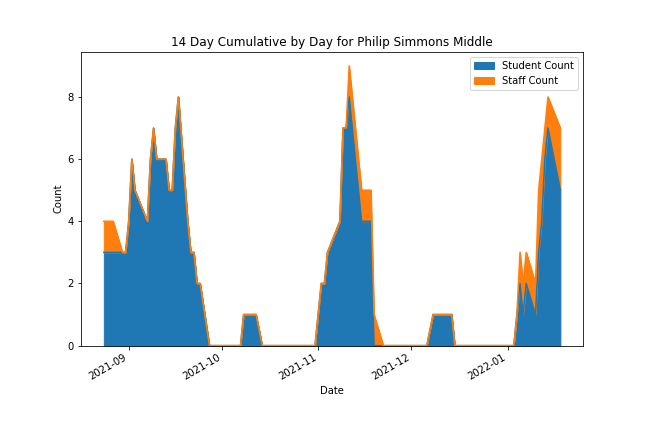 14 Day Cumulative by Day for Philip Simmons Middle
Student Count
Staff Count
8
6
4
2
0
Count
2021-09
2021-10
2021-11
2021-12
2022-01
Date